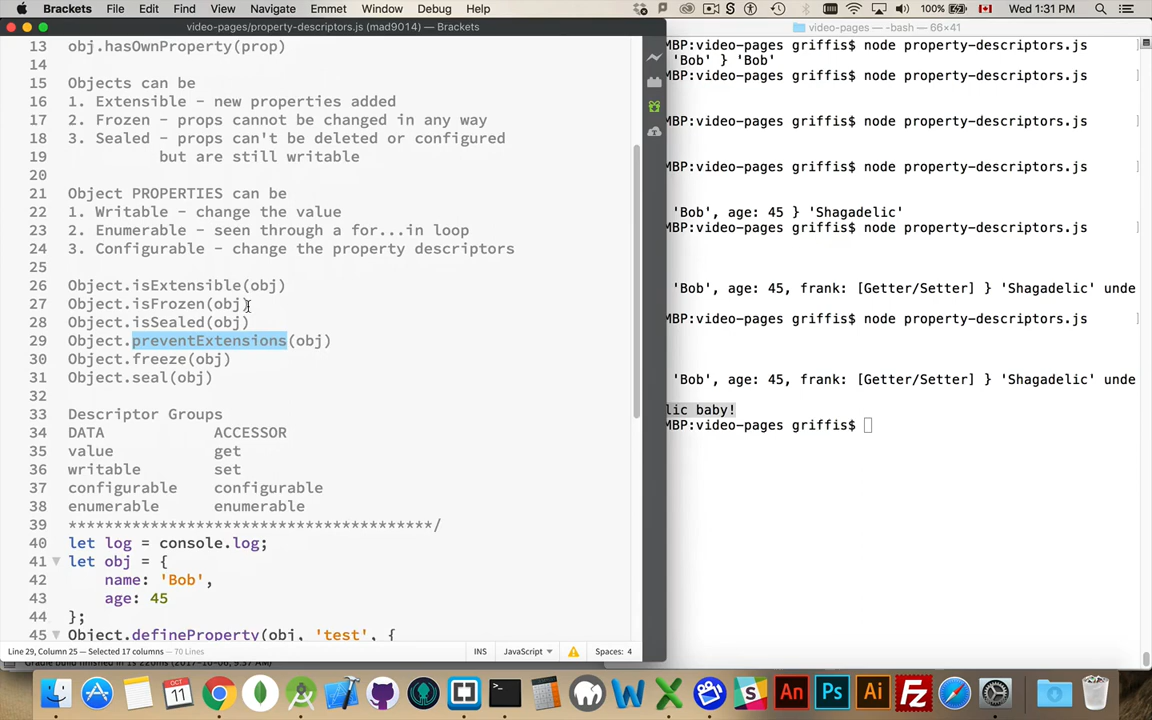 Brackets File Edit Find View Navigate Emmet Window Debug Help 100% Wed 1:31 PM
video-pages/property-descriptors.js (mad9014) — Brackets
13 obj.hasOwnProperty(prop)
14
15 Objects can be
16 1. Extensible - new properties added
17 2. Frozen - props cannot be changed in any way
18 3. Sealed - props can't be deleted or configured
19 but are still writable
20
21 Object PROPERTIES can be
22 1. Writable - change the value
23 2. Enumerable - seen through a for...in loop
24 3. Configurable - change the property descriptors
25
26 Object.isExtensible(obj)
27 Object.isFrozen(obj)
28 Object.isSealed(obj)
29 Object.preventExtensions(obj)
30 Object.freeze(obj)
31 Object.seal(obj)
32
33 Descriptor Groups
34 DATA ACCESSOR
35 value get
36 writable set
37 configurable configurable
38 enumerable enumerable
39 ****************************************/
40 let log = console.log;
41 let obj = {
42 name: 'Bob',
43 age: 45
44 };
45 Object.defineProperty(obj, 'test', {
Line 29, Column 25 — Selected 17 columns — 70 Lines INS JavaScript Spaces: 4
video-pages — -bash — 66×41
MBP:video-pages griffis$ node property-descriptors.js
'Bob' } 'Bob'
MBP:video-pages griffis$ node property-descriptors.js
MBP:video-pages griffis$ node property-descriptors.js
MBP:video-pages griffis$ node property-descriptors.js
'Bob', age: 45 } 'Shagadelic'
MBP:video-pages griffis$ node property-descriptors.js
'Bob', age: 45, frank: [Getter/Setter] } 'Shagadelic' unde
MBP:video-pages griffis$ node property-descriptors.js
'Bob', age: 45, frank: [Getter/Setter] } 'Shagadelic' unde
lic baby!
MBP:video-pages griffis$
OCT
11
An Ps Ai FZ